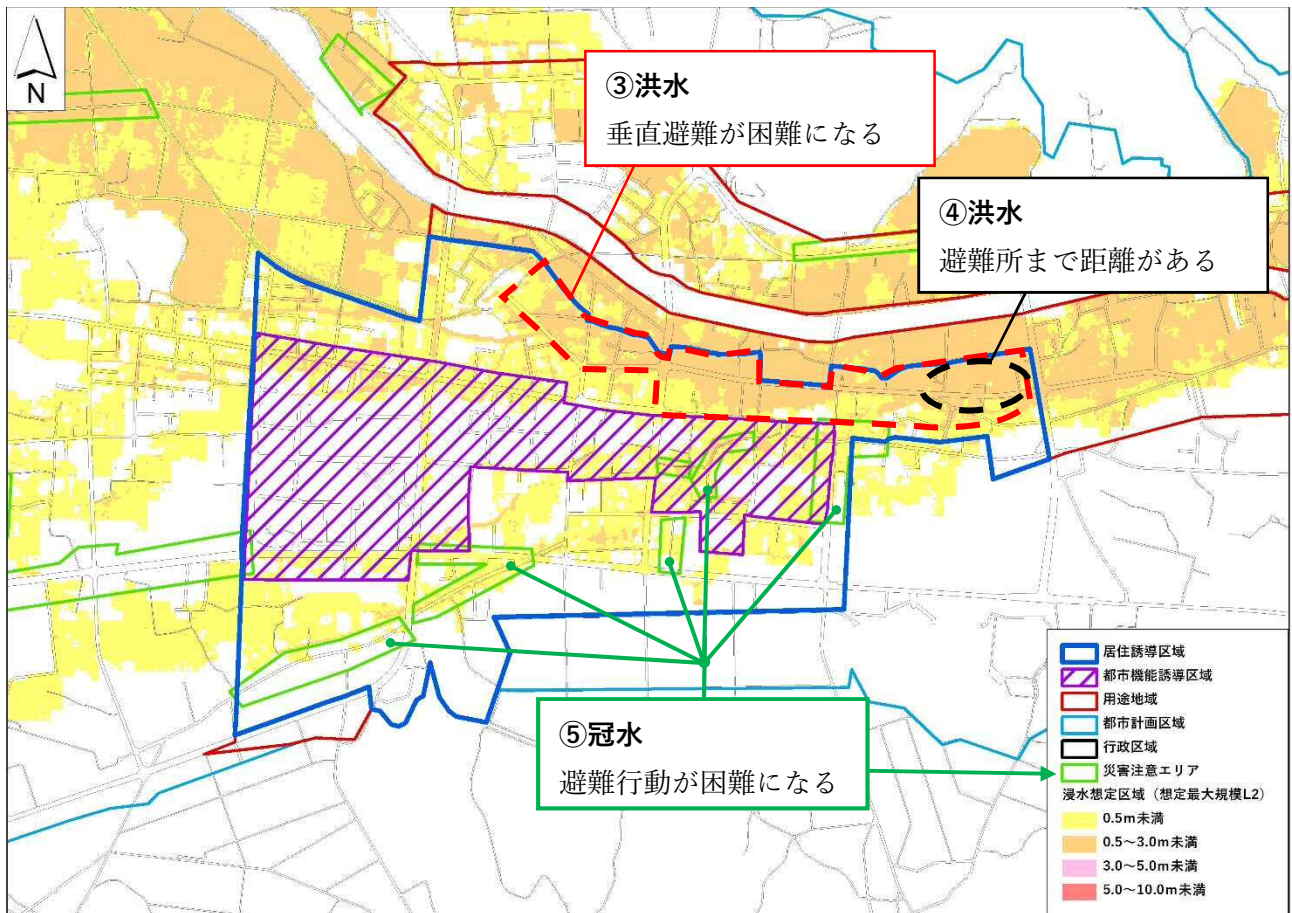 N
③洪水
垂直避難が困難になる
④洪水
避難所まで距離がある
⑤冠水
避難行動が困難になる
居住誘導区域
都市機能誘導区域
用途地域
都市計画区域
行政区域
災害注意エリア
浸水想定区域（想定最大規模L2）
0.5m未満
0.5～3.0m未満
3.0～5.0m未満
5.0～10.0m未満